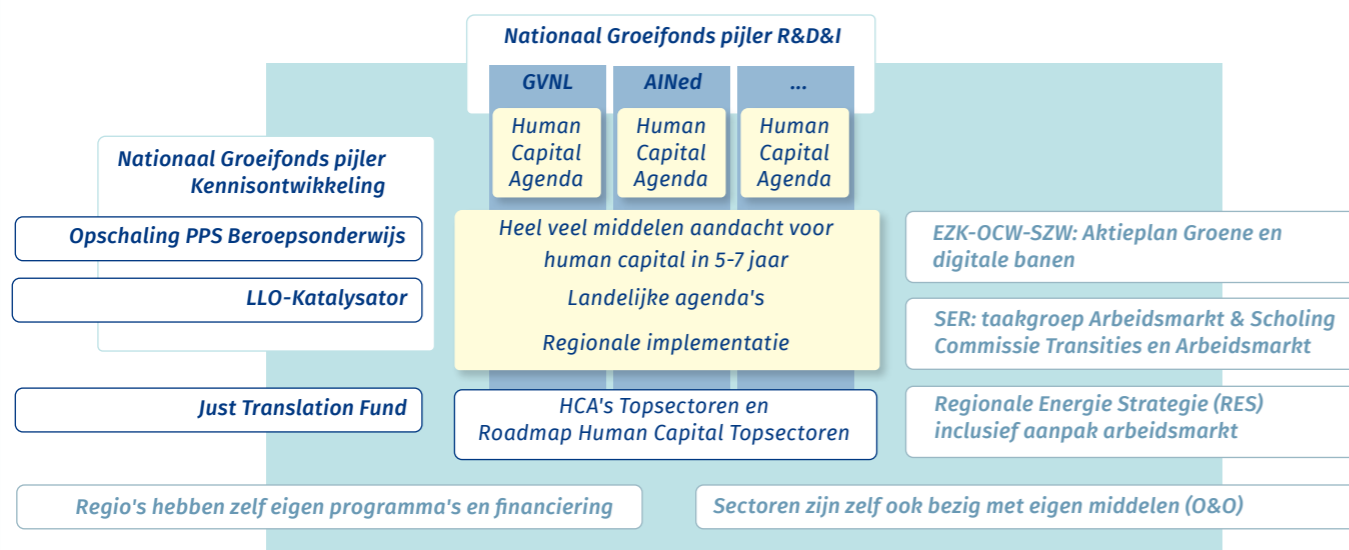 Nationaal Groeifonds pijler R&D&I
GVNL
AINed
...
Human
Capital
Agenda
Human
Capital
Agenda
Human
Capital
Agenda
Nationaal Groeifonds pijler
Kennisontwikkeling
Opschaling PPS Beroepsonderwijs
LLO-Katalysator
Just Translation Fund
Heel veel middelen aandacht voor
human capital in 5-7 jaar
Landelijke agenda's
Regionale implementatie
HCA's Topsectoren en
Roadmap Human Capital Topsectoren
EZK-OCW-SZW: Aktieplan Groene en
digitale banen
SER: taakgroep Arbeidsmarkt & Scholing
Commissie Transities en Arbeidsmarkt
Regionale Energie Strategie (RES)
inclusief aanpak arbeidsmarkt
Regio's hebben zelf eigen programma's en financiering
Sectoren zijn zelf ook bezig met eigen middelen (O&O)